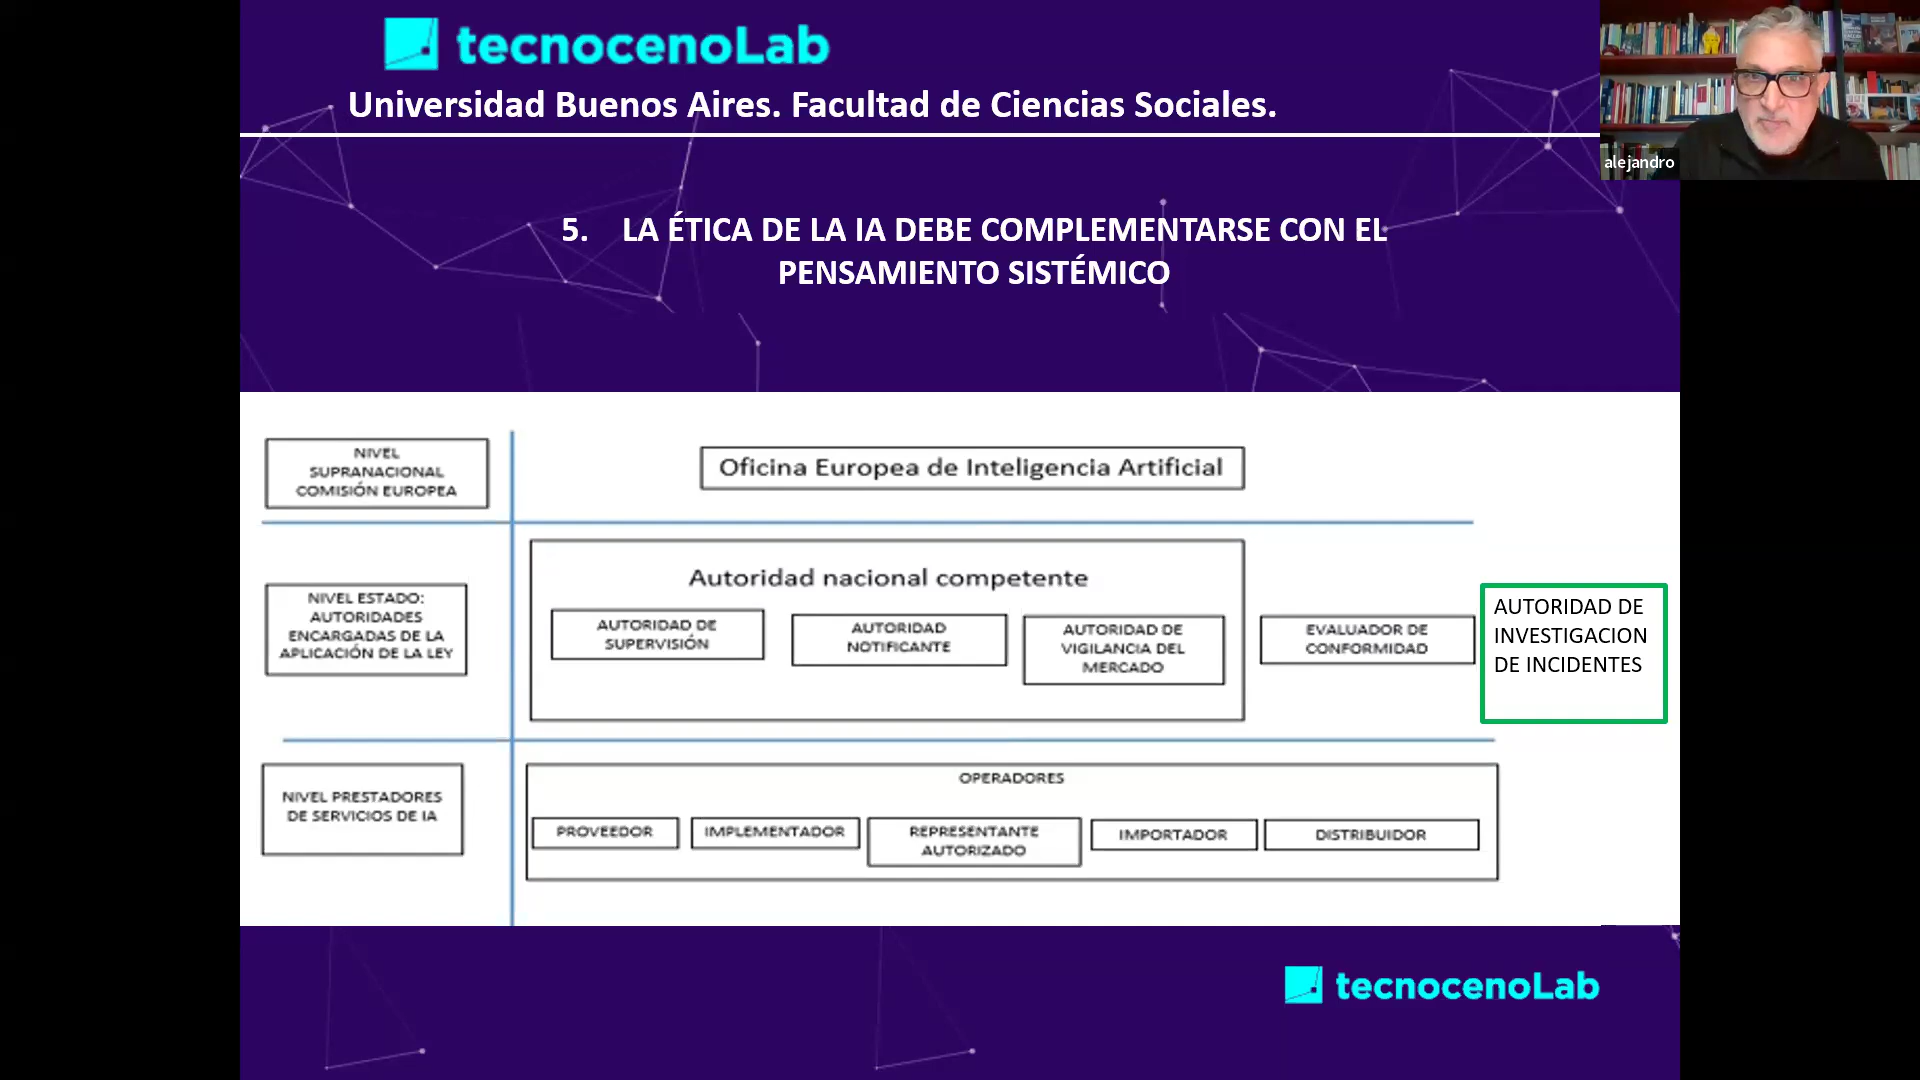 tecnocenoLab
Universidad Buenos Aires. Facultad de Ciencias Sociales.
alejandro
5. LA ÉTICA DE LA IA DEBE COMPLEMENTARSE CON EL
PENSAMIENTO SISTÉMICO
NIVEL
SUPRANACIONAL
COMISIÓN EUROPEA
Oficina Europea de Inteligencia Artificial
NIVEL ESTADO:
AUTORIDADES
ENCARGADAS DE LA
APLICACIÓN DE LA LEY
Autoridad nacional competente
AUTORIDAD DE
SUPERVISIÓN
AUTORIDAD
NOTIFICANTE
AUTORIDAD DE
VIGILANCIA DEL
MERCADO
EVALUADOR DE
CONFORMIDAD
AUTORIDAD DE
INVESTIGACION
DE INCIDENTES
NIVEL PRESTADORES
DE SERVICIOS DE IA
OPERADORES
PROVEEDOR
IMPLEMENTADOR
REPRESENTANTE
AUTORIZADO
IMPORTADOR
DISTRIBUIDOR
tecnocenoLab